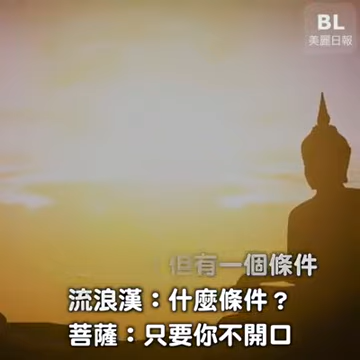 BL
美麗日報
但有一個條件
流浪漢：什麼條件？
菩薩：只要你不開口